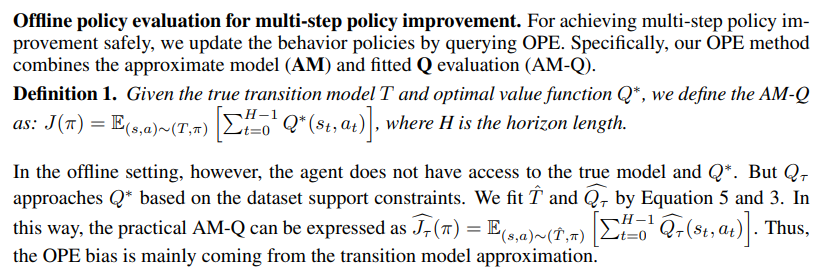 Offline policy evaluation for multi-step policy improvement. For achieving multi-step policy im-
provement safely, we update the behavior policies by querying OPE. Specifically, our OPE method
combines the approximate model (AM) and fitted Q evaluation (AM-Q).
Definition 1. Given the true transition model T and optimal value function Q*, we define the AM-Q
as: J(π) = 𝔼_{(s,a)∼(T,π)} [∑_{t=0}^{H−1} Q*(s_t, a_t)], where H is the horizon length.
In the offline setting, however, the agent does not have access to the true model and Q*. But Q_τ
approaches Q* based on the dataset support constraints. We fit T̂ and \widehat{Q_τ} by Equation 5 and 3. In
this way, the practical AM-Q can be expressed as \widehat{J_τ}(π) = 𝔼_{(s,a)∼(T̂,π)} [∑_{t=0}^{H−1} \widehat{Q_τ}(s_t, a_t)]. Thus,
the OPE bias is mainly coming from the transition model approximation.